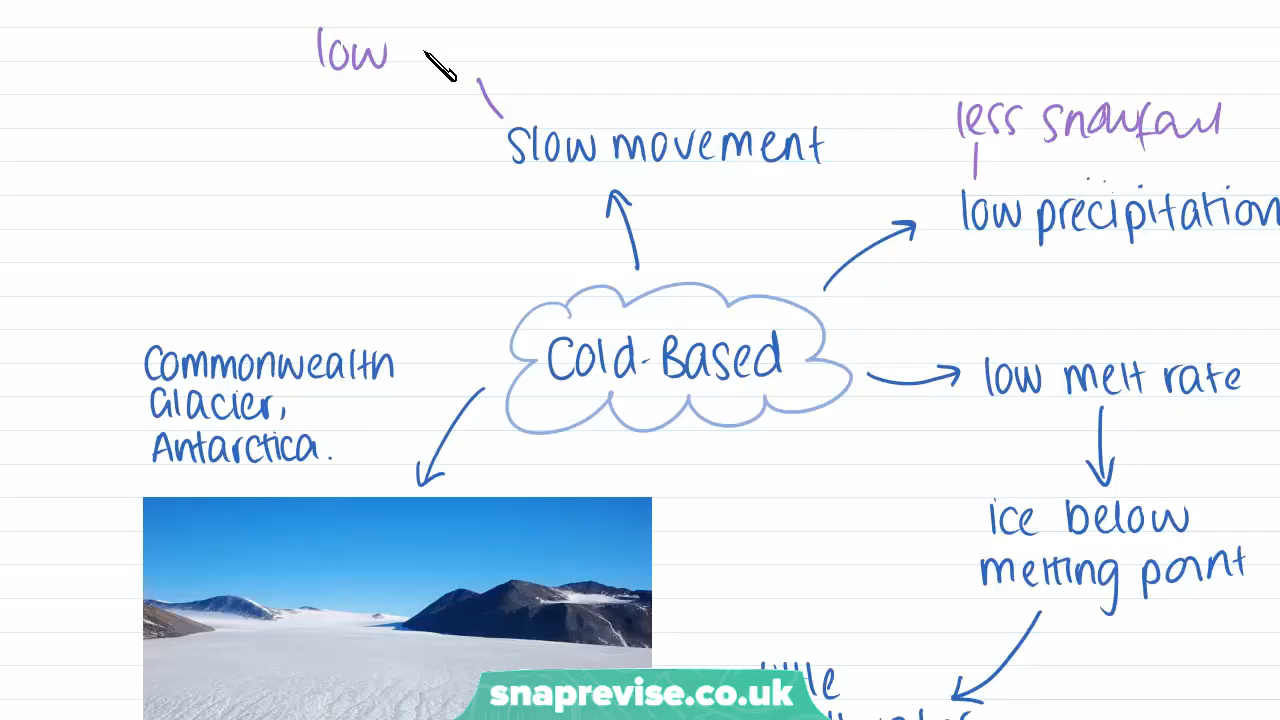 low
slow movement
less snowfall
low precipitation
Cold-Based
Commonwealth
Glacier,
Antarctica.
low melt rate
ice below
melting point
little
snaprevise.co.uk